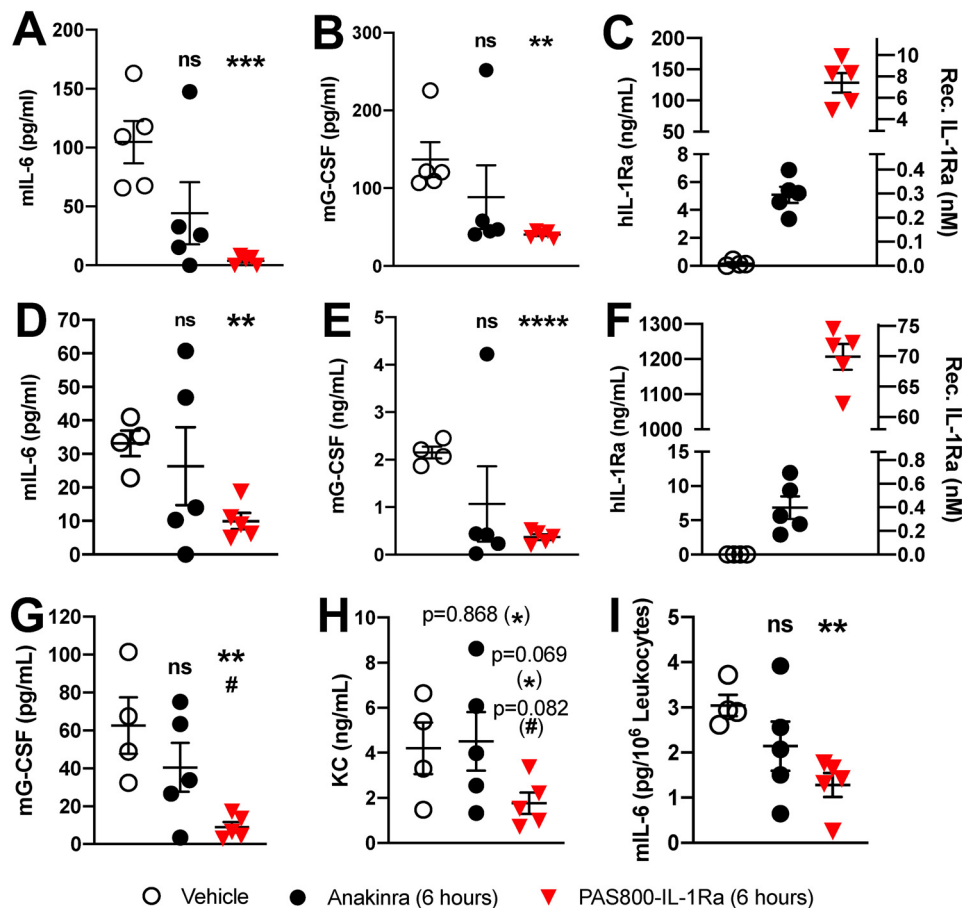 A
mIL-6 (pg/ml)
200
150
100
50
0
ns
***
B
mG-CSF (pg/ml)
300
200
100
0
ns
**
C
hIL-1Ra (ng/mL)
200
150
100
50
6
4
2
0
10
8
6
4
0.4
0.3
0.2
0.1
0.0
Rec. IL-1Ra (nM)
D
mIL-6 (pg/ml)
70
60
50
40
30
20
10
0
ns
**
E
mG-CSF (ng/mL)
5
4
3
2
1
0
ns
****
F
hIL-1Ra (ng/mL)
1300
1200
1100
1000
15
10
5
0
75
70
65
60
0.8
0.6
0.4
0.2
0.0
Rec. IL-1Ra (nM)
G
mG-CSF (pg/mL)
120
100
80
60
40
20
0
ns
**
#
H
KC (ng/mL)
10
8
6
4
2
0
p=0.868 (*)
p=0.069
(*)
p=0.082
(#)
I
mIL-6 (pg/10⁶ Leukocytes)
5
4
3
2
1
0
ns
**
Vehicle
Anakinra (6 hours)
PAS800-IL-1Ra (6 hours)